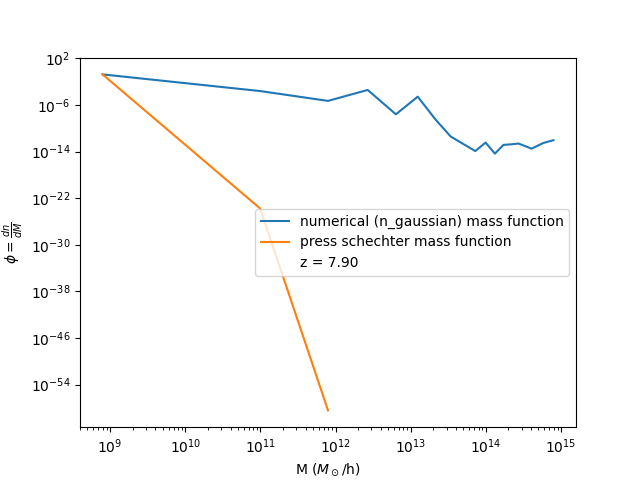 10^2
10^-6
10^-14
10^-22
10^-30
10^-38
10^-46
10^-54
ϕ = dn/dM
numerical (n_gaussian) mass function
press schechter mass function
z = 7.90
10^9 10^10 10^11 10^12 10^13 10^14 10^15
M (M_⊙/h)